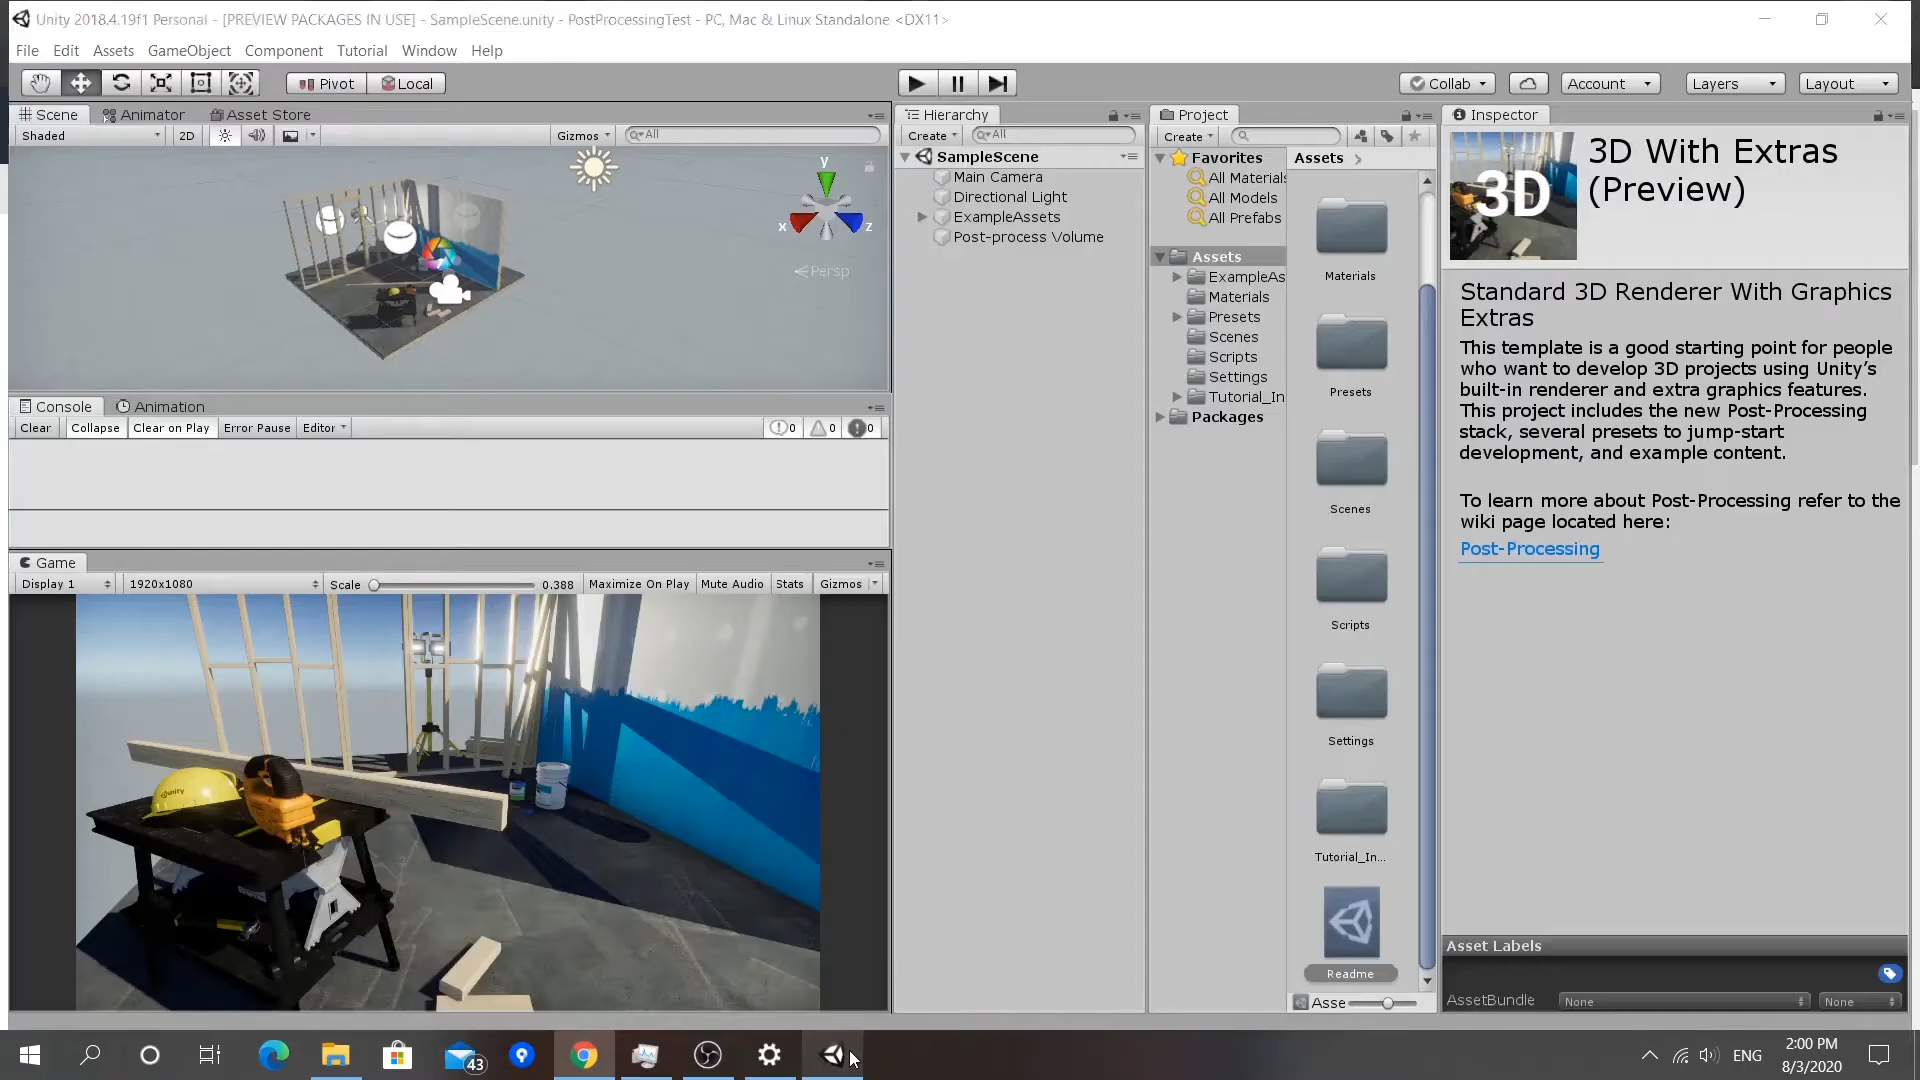 Unity 2018.4.19f1 Personal - [PREVIEW PACKAGES IN USE] - SampleScene.unity - PostProcessingTest - PC, Mac & Linux Standalone <DX11>
File Edit Assets GameObject Component Tutorial Window Help
Pivot Local Collab Account Layers Layout
Scene Animator Asset Store
Shaded 2D Gizmos All
y
x z
Persp
Console Animation
Clear Collapse Clear on Play Error Pause Editor 0 0 0
Game
Display 1 1920x1080 Scale 0.388 Maximize On Play Mute Audio Stats Gizmos
unity
Hierarchy
Create All
SampleScene
Main Camera
Directional Light
ExampleAssets
Post-process Volume
Project
Create
Favorites
All Materials
All Models
All Prefabs
Assets
ExampleAs
Materials
Presets
Scenes
Scripts
Settings
Tutorial_In
Packages
Assets
Materials
Presets
Scenes
Scripts
Settings
Tutorial_In...
Readme
Asse
Inspector
3D
3D With Extras
(Preview)
Standard 3D Renderer With Graphics
Extras
This template is a good starting point for people
who want to develop 3D projects using Unity’s
built-in renderer and extra graphics features.
This project includes the new Post-Processing
stack, several presets to jump-start
development, and example content.
To learn more about Post-Processing refer to the
wiki page located here:
Post-Processing
Asset Labels
AssetBundle None None
43
ENG
2:00 PM
8/3/2020